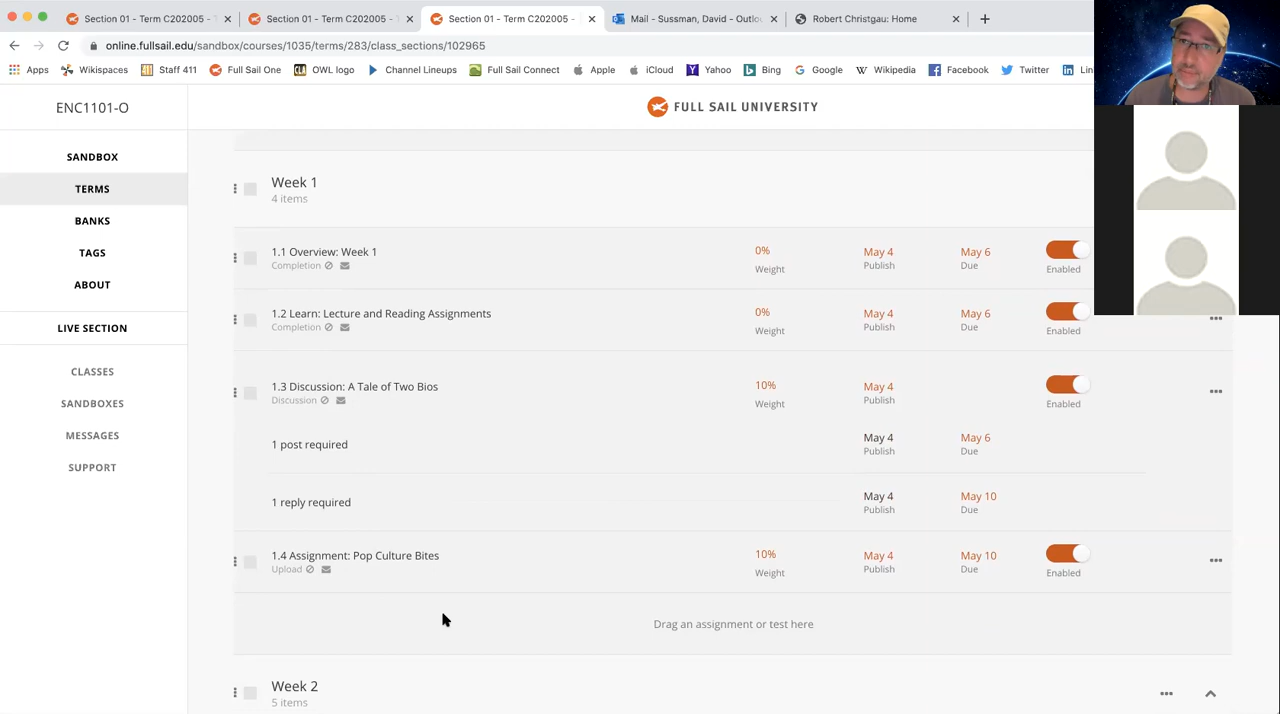 Section 01 - Term C202005 -
Section 01 - Term C202005 -
Section 01 - Term C202005 -
Mail - Sussman, David - Outlo
Robert Christgau: Home
online.fullsail.edu/sandbox/courses/1035/terms/283/class_sections/102965
Apps
Wikispaces
Staff 411
Full Sail One
OWL logo
Channel Lineups
Full Sail Connect
Apple
iCloud
Yahoo
Bing
Google
Wikipedia
Facebook
Twitter
Lin
ENC1101-O
FULL SAIL UNIVERSITY
SANDBOX
TERMS
BANKS
TAGS
ABOUT
LIVE SECTION
CLASSES
SANDBOXES
MESSAGES
SUPPORT
Week 1
4 items
1.1 Overview: Week 1
Completion
0%
Weight
May 4
Publish
May 6
Due
Enabled
1.2 Learn: Lecture and Reading Assignments
Completion
0%
Weight
May 4
Publish
May 6
Due
Enabled
1.3 Discussion: A Tale of Two Bios
Discussion
10%
Weight
May 4
Publish
Enabled
1 post required
May 4
Publish
May 6
Due
1 reply required
May 4
Publish
May 10
Due
1.4 Assignment: Pop Culture Bites
Upload
10%
Weight
May 4
Publish
May 10
Due
Enabled
Drag an assignment or test here
Week 2
5 items